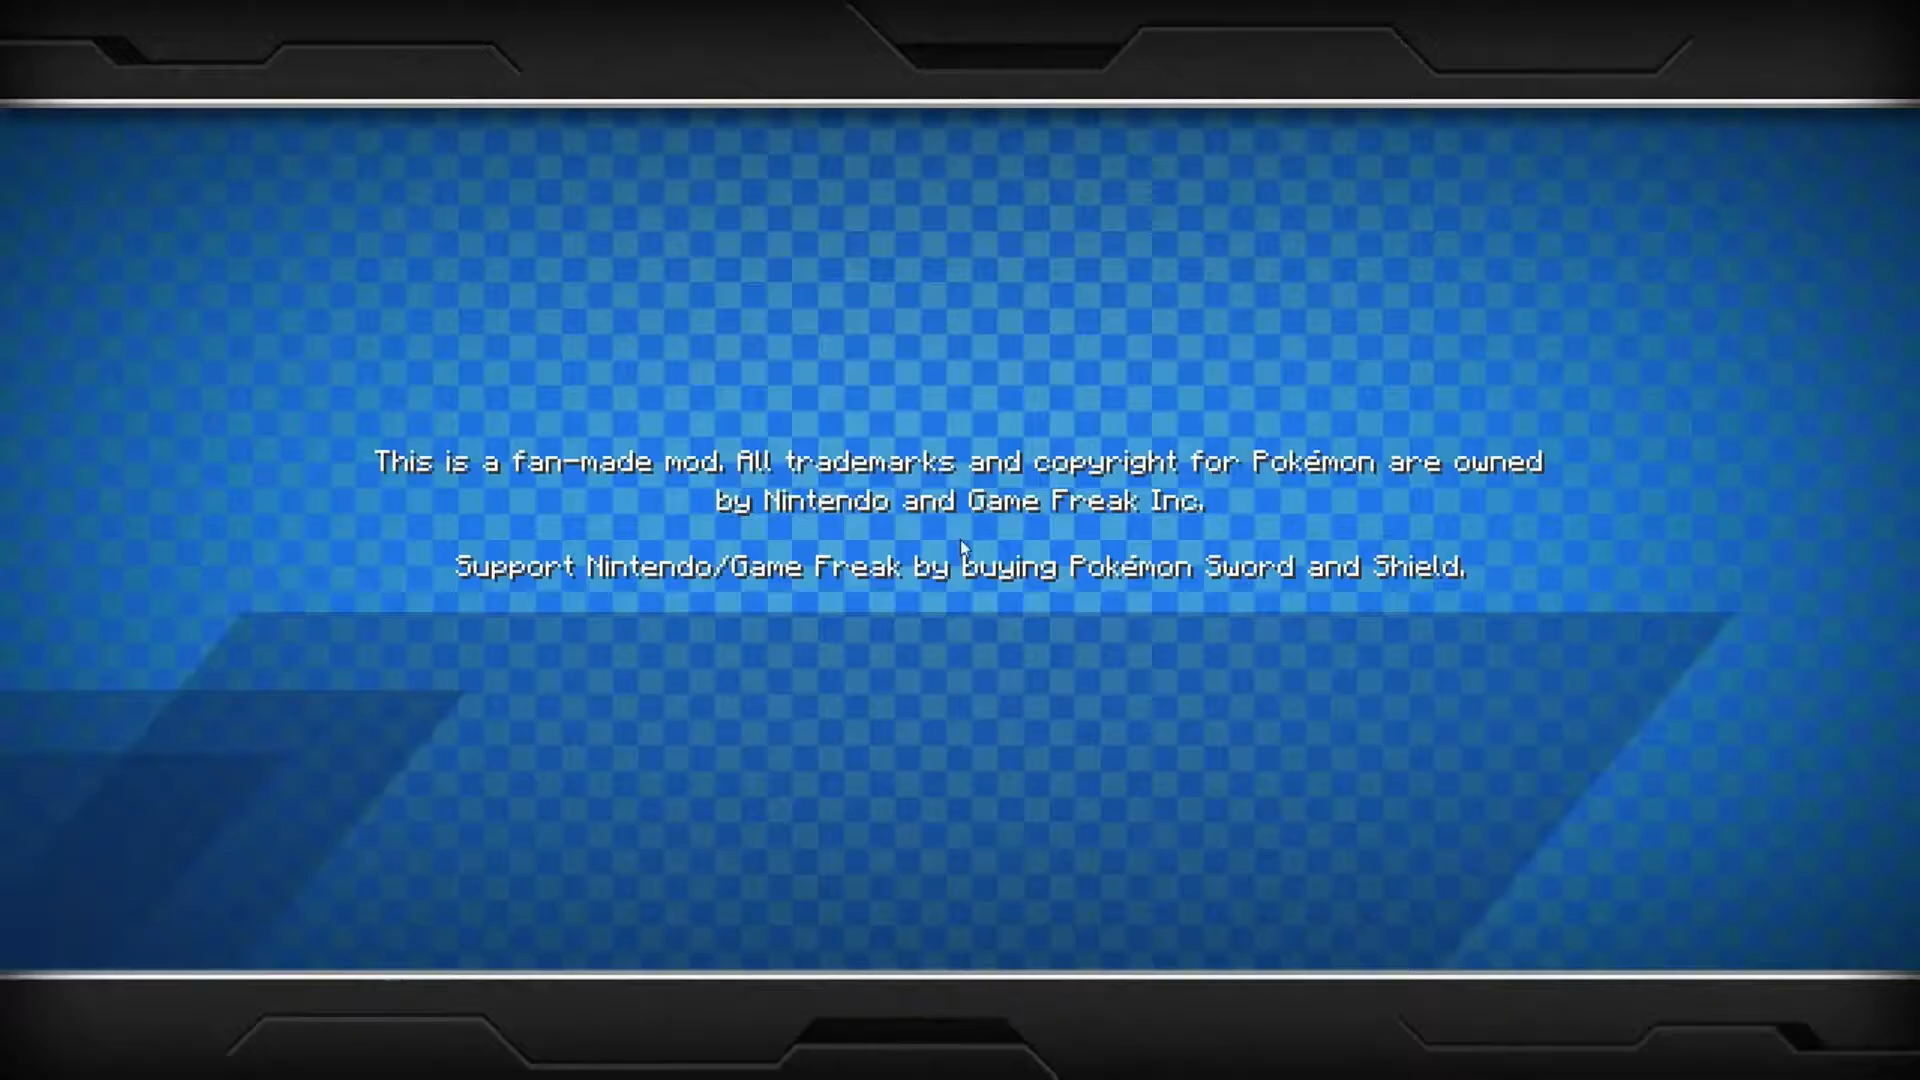 This is a fan-made mod. All trademarks and copyright for Pokémon are owned
by Nintendo and Game Freak Inc.
Support Nintendo/Game Freak by buying Pokémon Sword and Shield.